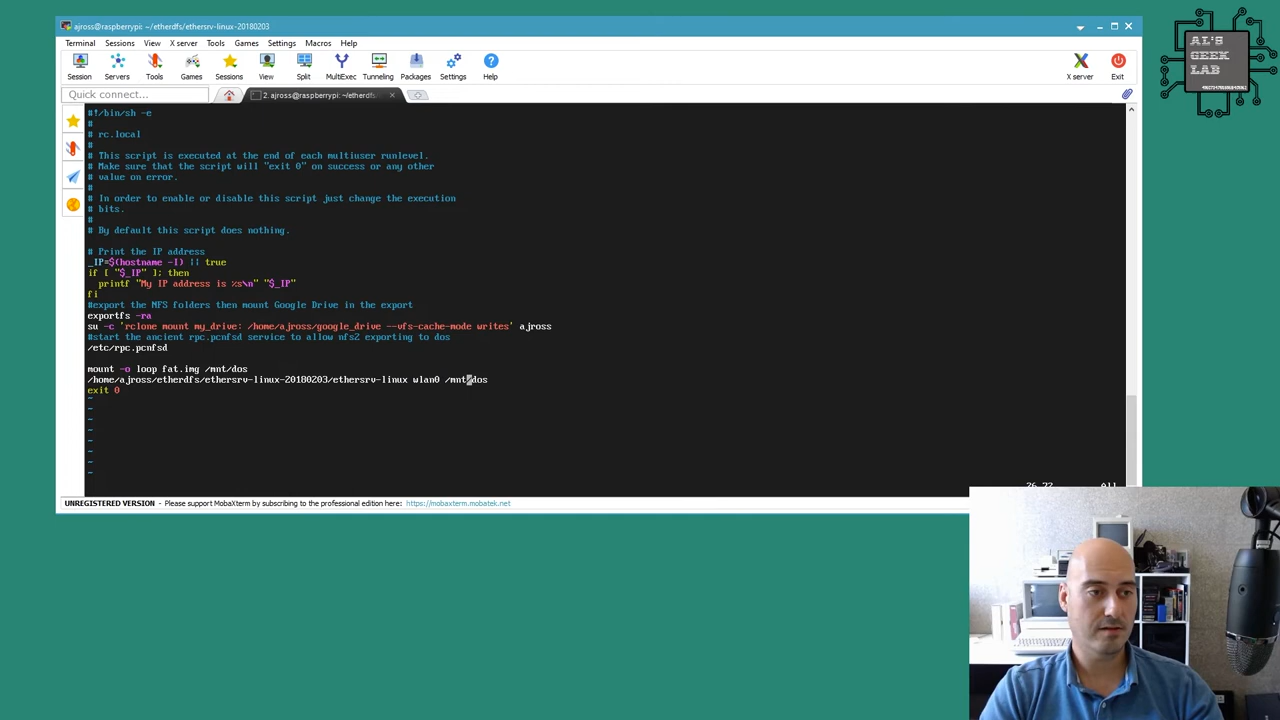 ajross@raspberrypi: ~/etherdfs/ethersrv-linux-20180203
Terminal Sessions View X server Tools Games Settings Macros Help
Session Servers Tools Games Sessions View Split MultiExec Tunneling Packages Settings Help X server Exit
Quick connect...
2. ajross@raspberrypi: ~/etherdfs/
#!/bin/sh -e
#
# rc.local
#
# This script is executed at the end of each multiuser runlevel.
# Make sure that the script will "exit 0" on success or any other
# value on error.
#
# In order to enable or disable this script just change the execution
# bits.
#
# By default this script does nothing.
# Print the IP address
_IP=$(hostname -I) || true
if [ "$_IP" ]; then
printf "My IP address is %s\n" "$_IP"
fi
#export the NFS folders then mount Google Drive in the export
exportfs -ra
su -c 'rclone mount my_drive: /home/ajross/google_drive --vfs-cache-mode writes' ajross
#start the ancient rpc.pcnfsd service to allow nfs2 exporting to dos
/etc/rpc.pcnfsd
mount -o loop fat.img /mnt/dos
/home/ajross/etherdfs/ethersrv-linux-20180203/ethersrv-linux wlan0 /mnt/dos
exit 0
~
~
~
~
~
~
~
~
UNREGISTERED VERSION - Please support MobaXterm by subscribing to the professional edition here: https://mobaxterm.mobatek.net
AL'S
GEEK
LAB